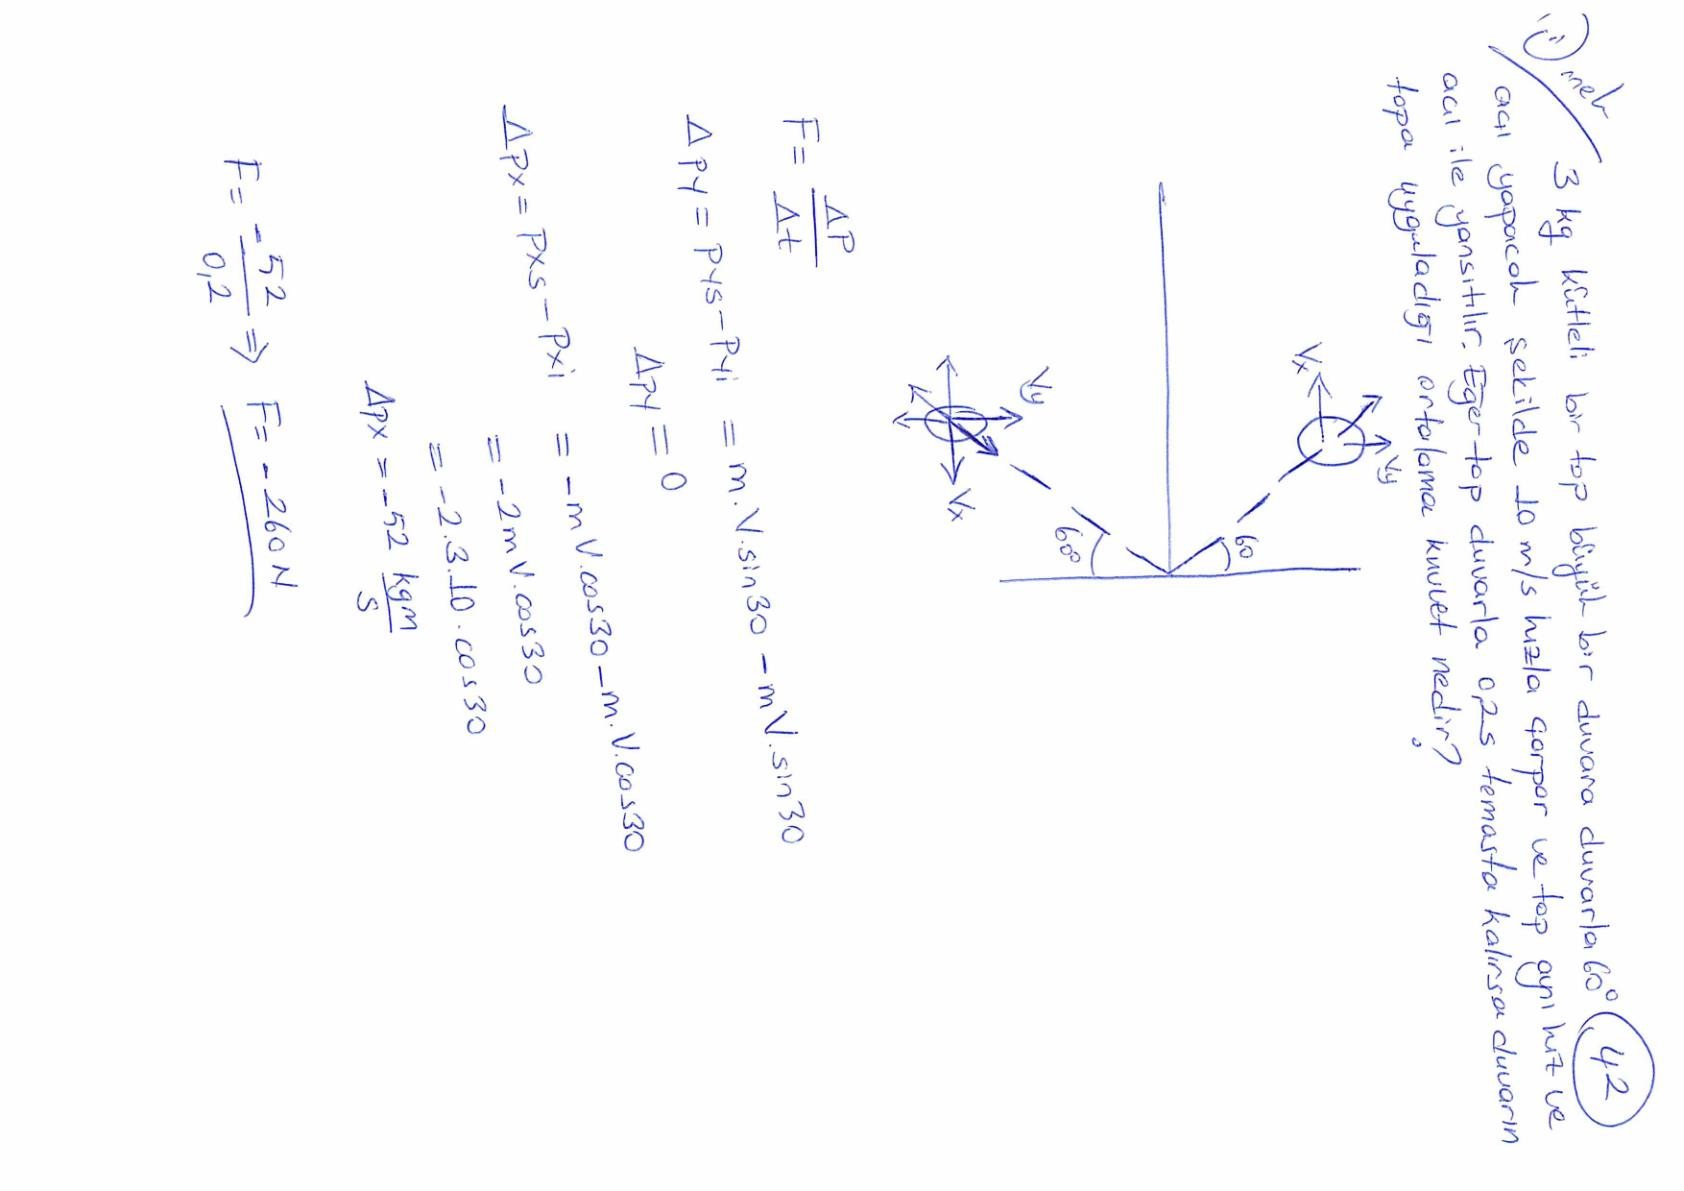 Örnek
42
3 kg kütleli bir top büyük bir duvara duvarla 60°
açı yapacak şekilde 10 m/s hızla çarpar ve top aynı hız ve
açı ile yansıtılır. Eğer top duvarla 0,2s temasta kalırsa duvarın
topa uyguladığı ortalama kuvvet nedir?
Vx Vy
60
60°
Vy
Vx
F = ΔP / Δt
ΔPy = Pys - Pyi = m.V.sin30 - mV.sin30
ΔPy = 0
ΔPx = Pxs - Pxi = -mV.cos30 - m.V.cos30
= -2mV.cos30
= -2.3.10.cos30
ΔPx = -52 kgm / s
F = -52 / 0,2 ⇒ F = -260N